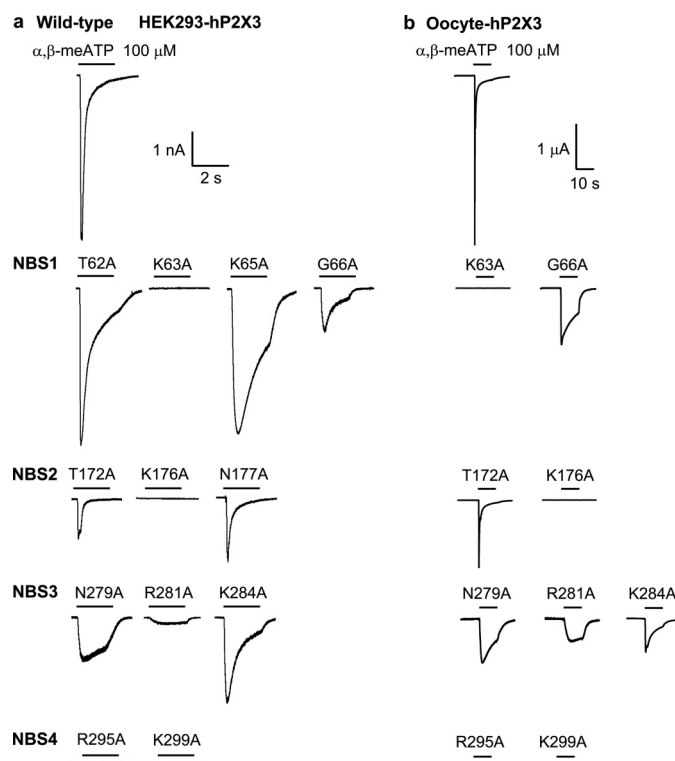 a Wild-type HEK293-hP2X3
α,β-meATP 100 μM
1 nA
2 s
b Oocyte-hP2X3
α,β-meATP 100 μM
1 μA
10 s
NBS1 T62A K63A K65A G66A K63A G66A
NBS2 T172A K176A N177A T172A K176A
NBS3 N279A R281A K284A N279A R281A K284A
NBS4 R295A K299A R295A K299A